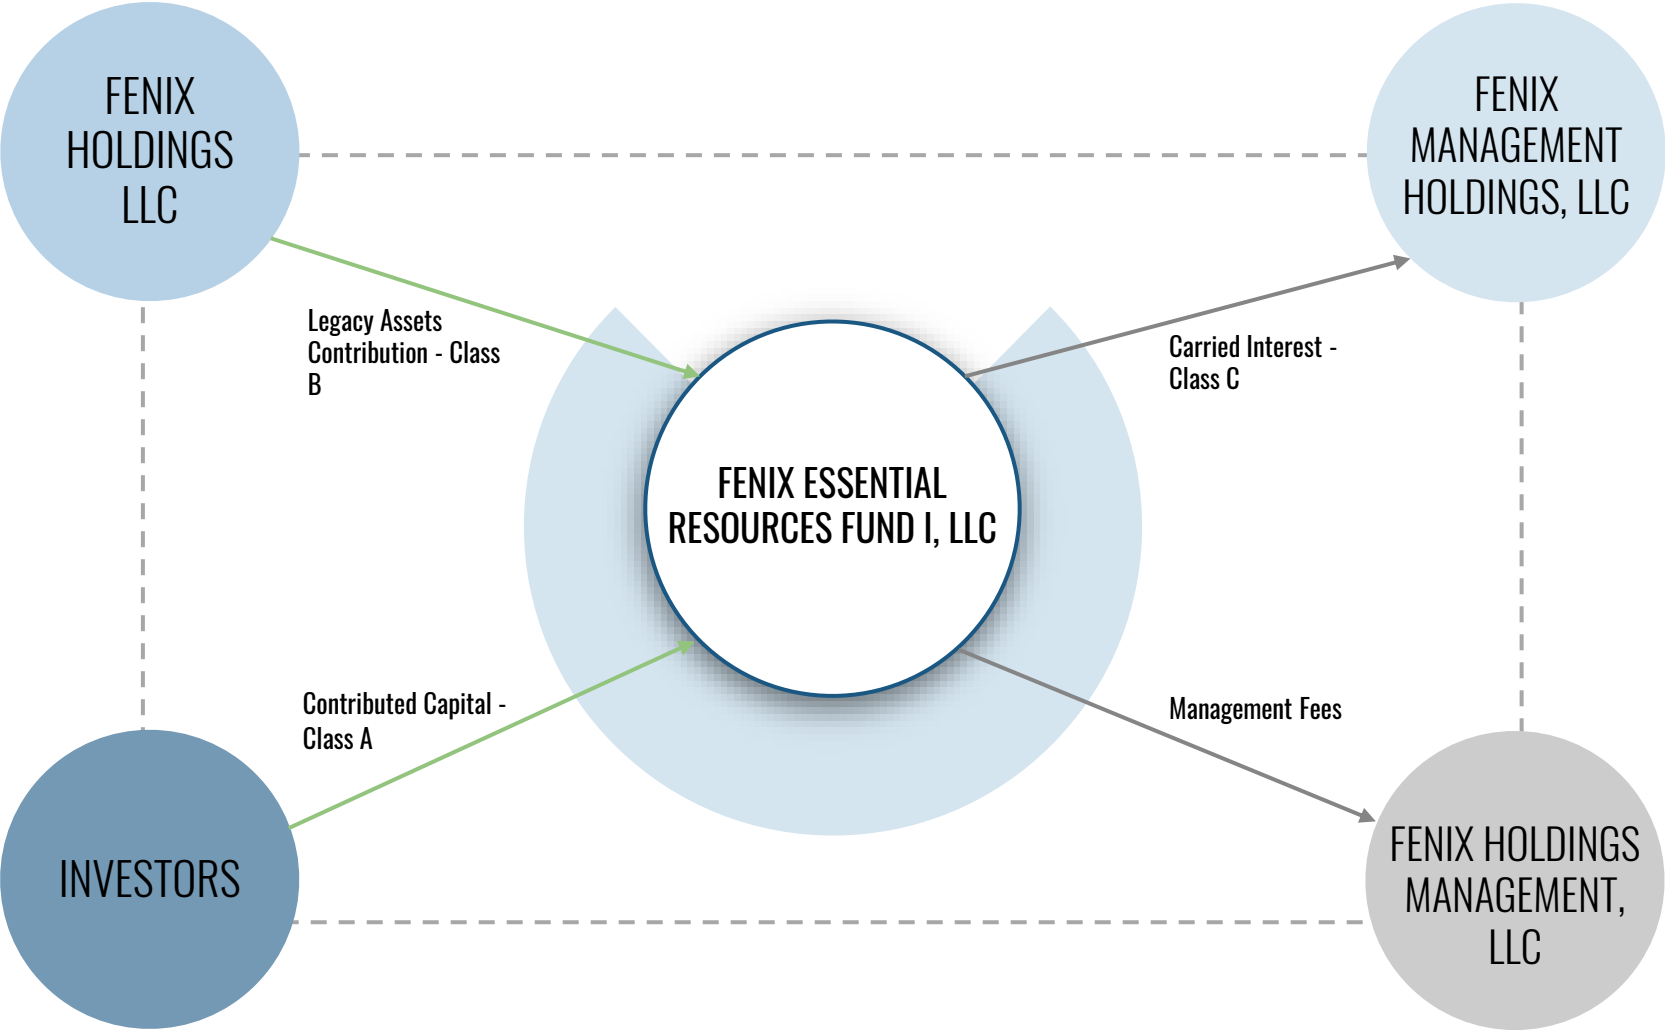 FENIX
HOLDINGS
LLC
FENIX
MANAGEMENT
HOLDINGS, LLC
Legacy Assets
Contribution - Class
B
Carried Interest -
Class C
FENIX ESSENTIAL
RESOURCES FUND I, LLC
Contributed Capital -
Class A
Management Fees
INVESTORS
FENIX HOLDINGS
MANAGEMENT,
LLC